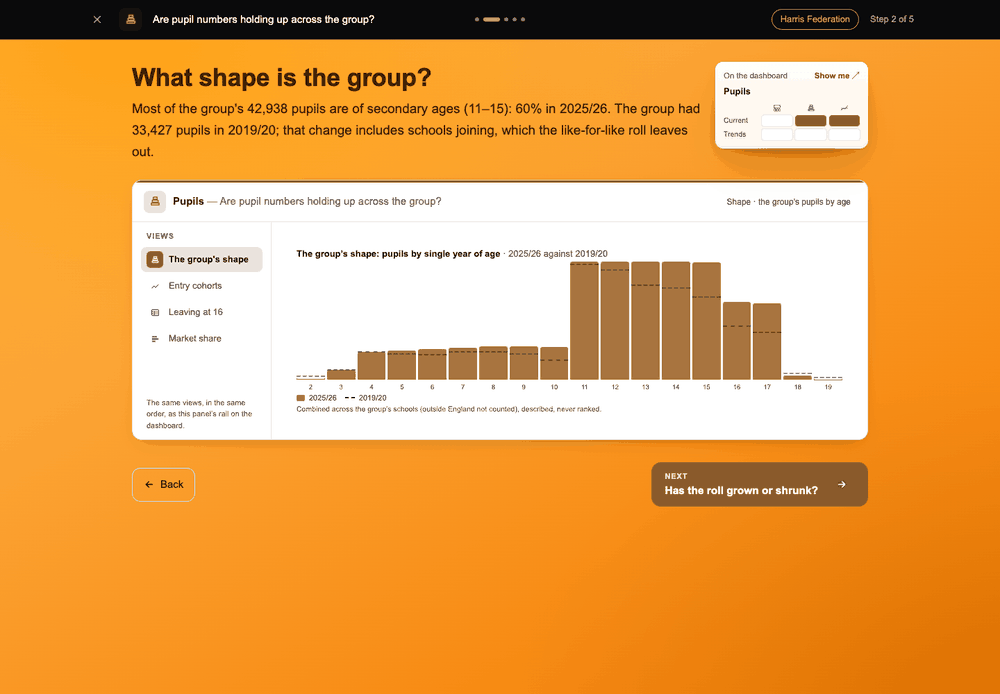 Are pupil numbers holding up across the group?
Harris Federation
Step 2 of 5
What shape is the group?
Most of the group's 42,938 pupils are of secondary ages (11–15): 60% in 2025/26. The group had
33,427 pupils in 2019/20; that change includes schools joining, which the like-for-like roll leaves
out.
On the dashboard
Show me
Pupils
Current
Trends
Pupils — Are pupil numbers holding up across the group?
Shape · the group's pupils by age
VIEWS
The group's shape
Entry cohorts
Leaving at 16
Market share
The same views, in the same
order, as this panel's rail on the
dashboard.
The group's shape: pupils by single year of age · 2025/26 against 2019/20
2 3 4 5 6 7 8 9 10 11 12 13 14 15 16 17 18 19
2025/26 2019/20
Combined across the group's schools (outside England not counted), described, never ranked.
Back
NEXT
Has the roll grown or shrunk?